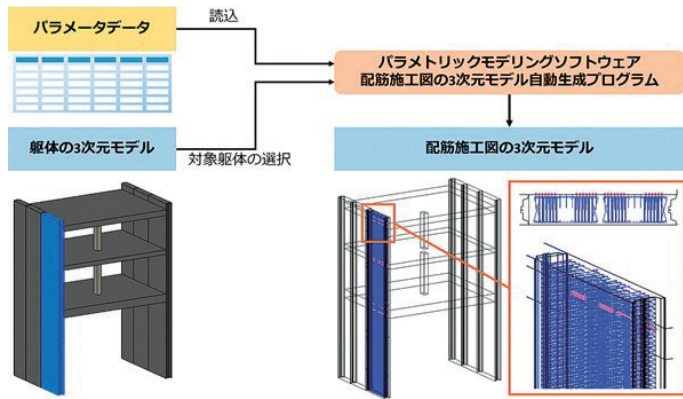 パラメータデータ
読込
パラメトリックモデリングソフトウェア
配筋施工図の3次元モデル自動生成プログラム
躯体の3次元モデル
対象躯体の選択
配筋施工図の3次元モデル